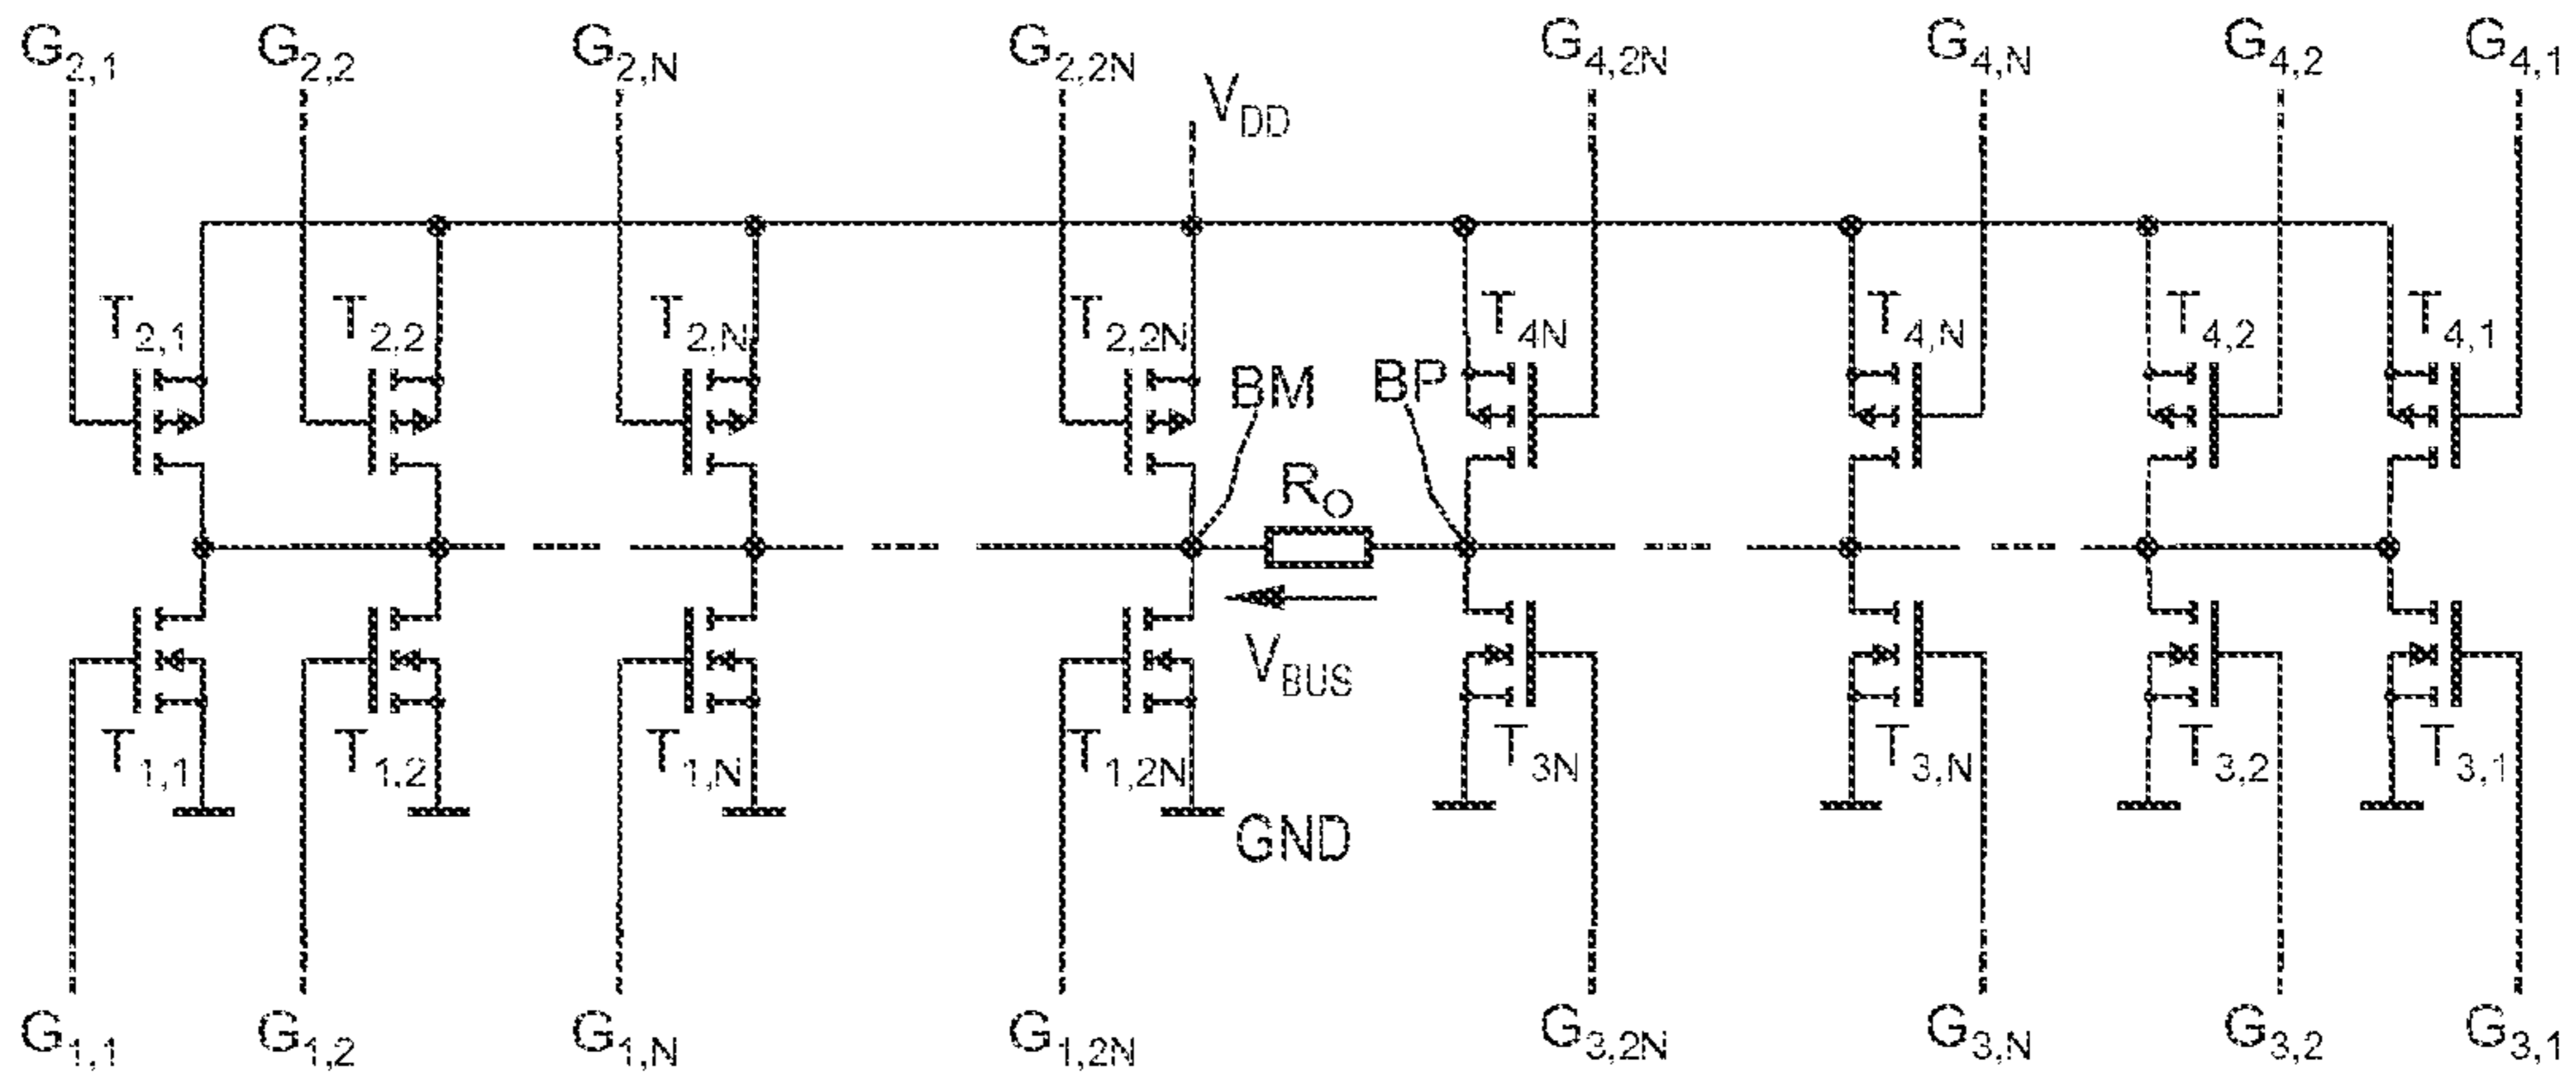 G2,1 G2,2 G2,N G2,2N G4,2N G4,N G4,2 G4,1
VDD
T2,1 T2,2 T2,N T2,2N T4N T4,N T4,2 T4,1
BM BP
RO
VBUS
T1,1 T1,2 T1,N T1,2N T3N T3,N T3,2 T3,1
GND
G1,1 G1,2 G1,N G1,2N G3,2N G3,N G3,2 G3,1